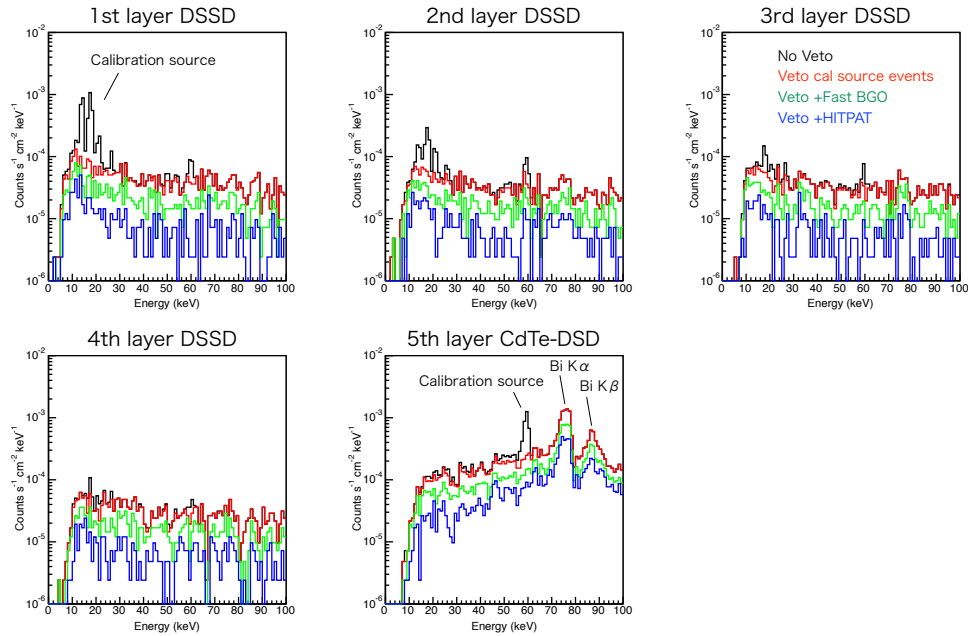 1st layer DSSD
2nd layer DSSD
3rd layer DSSD
10⁻²
10⁻³
10⁻⁴
10⁻⁵
10⁻⁶
Counts s⁻¹ cm⁻² keV⁻¹
Calibration source
0 10 20 30 40 50 60 70 80 90 100
Energy (keV)
10⁻²
10⁻³
10⁻⁴
10⁻⁵
10⁻⁶
Counts s⁻¹ cm⁻² keV⁻¹
0 10 20 30 40 50 60 70 80 90 100
Energy (keV)
10⁻²
10⁻³
10⁻⁴
10⁻⁵
10⁻⁶
Counts s⁻¹ cm⁻² keV⁻¹
No Veto
Veto cal source events
Veto +Fast BGO
Veto +HITPAT
0 10 20 30 40 50 60 70 80 90 100
Energy (keV)
4th layer DSSD
5th layer CdTe-DSD
10⁻²
10⁻³
10⁻⁴
10⁻⁵
10⁻⁶
Counts s⁻¹ cm⁻² keV⁻¹
0 10 20 30 40 50 60 70 80 90 100
Energy (keV)
10⁻²
10⁻³
10⁻⁴
10⁻⁵
10⁻⁶
Counts s⁻¹ cm⁻² keV⁻¹
Bi Kα
Calibration source
Bi Kβ
0 10 20 30 40 50 60 70 80 90 100
Energy (keV)